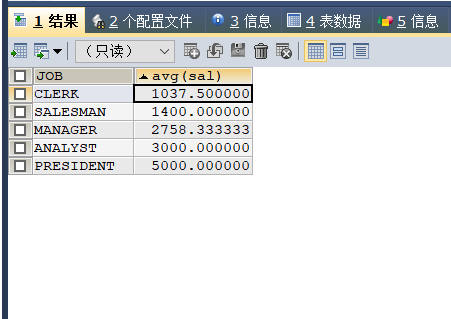 1 结果 2 个配置文件 3 信息 4 表数据 5 信息
（只读）
JOB avg(sal)
CLERK 1037.500000
SALESMAN 1400.000000
MANAGER 2758.333333
ANALYST 3000.000000
PRESIDENT 5000.000000